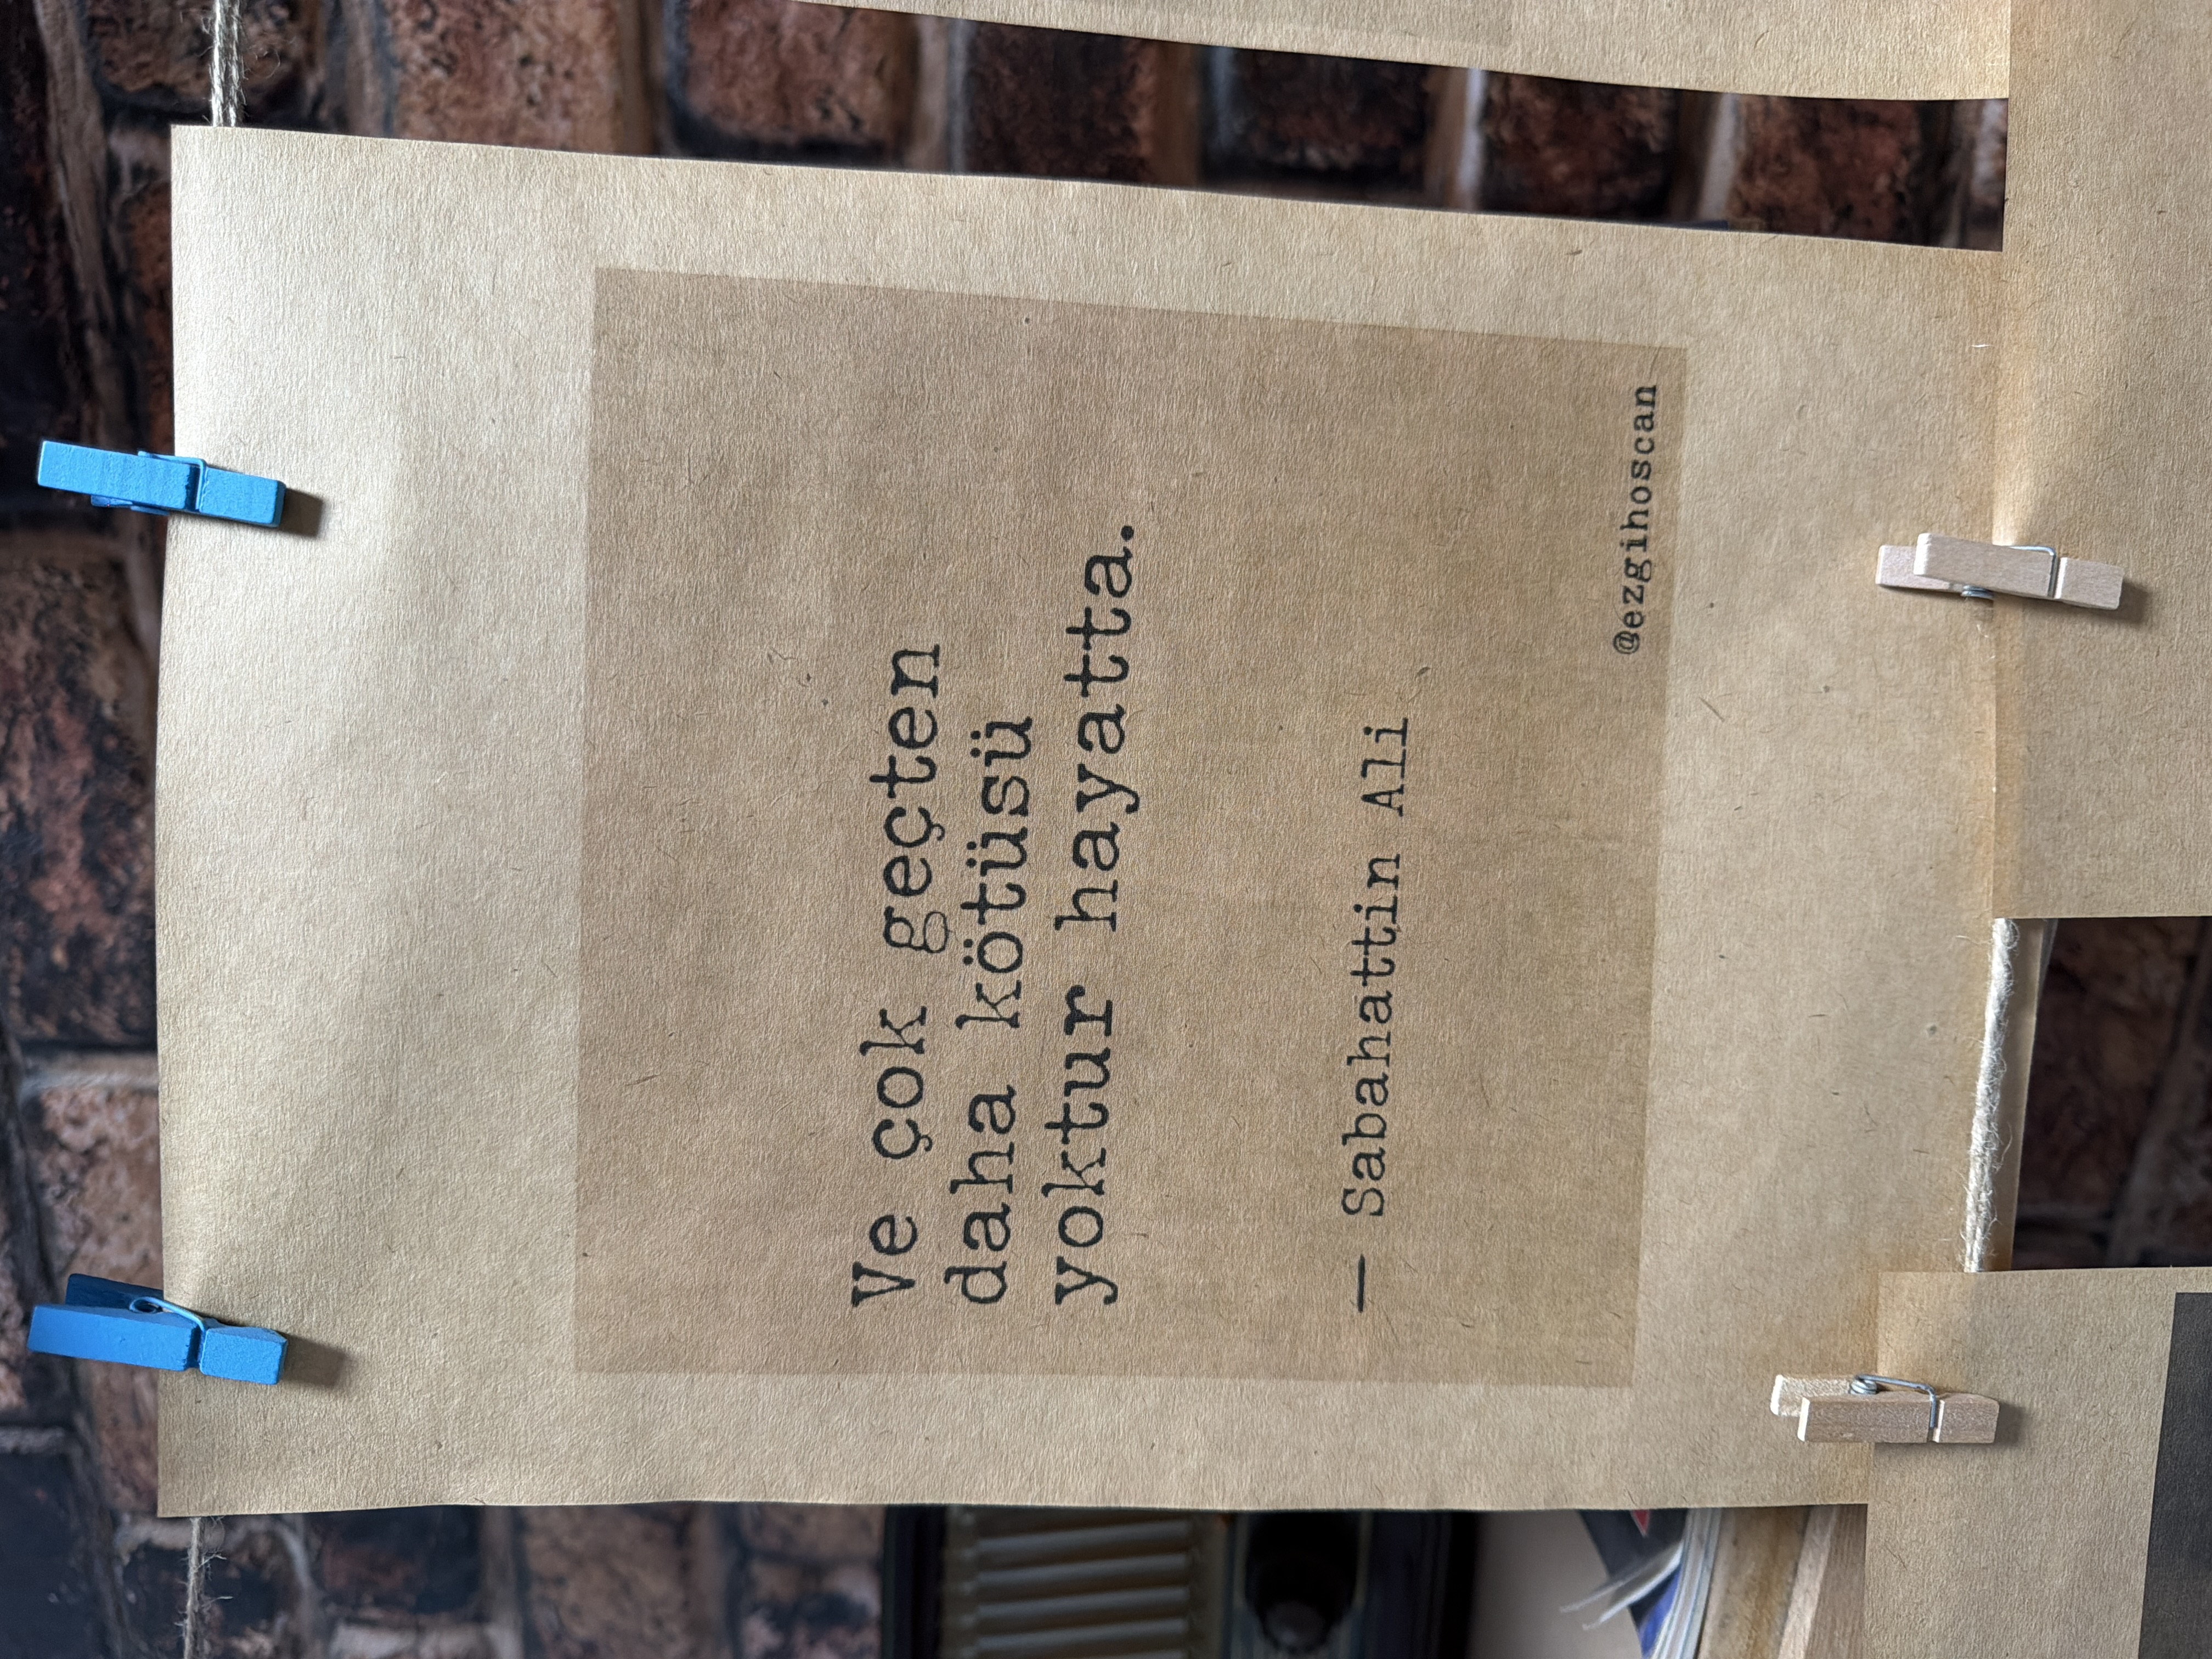 Ve çok geçten
daha kötüsü
yoktur hayatta.
— Sabahattin Ali
@ezgihoscan